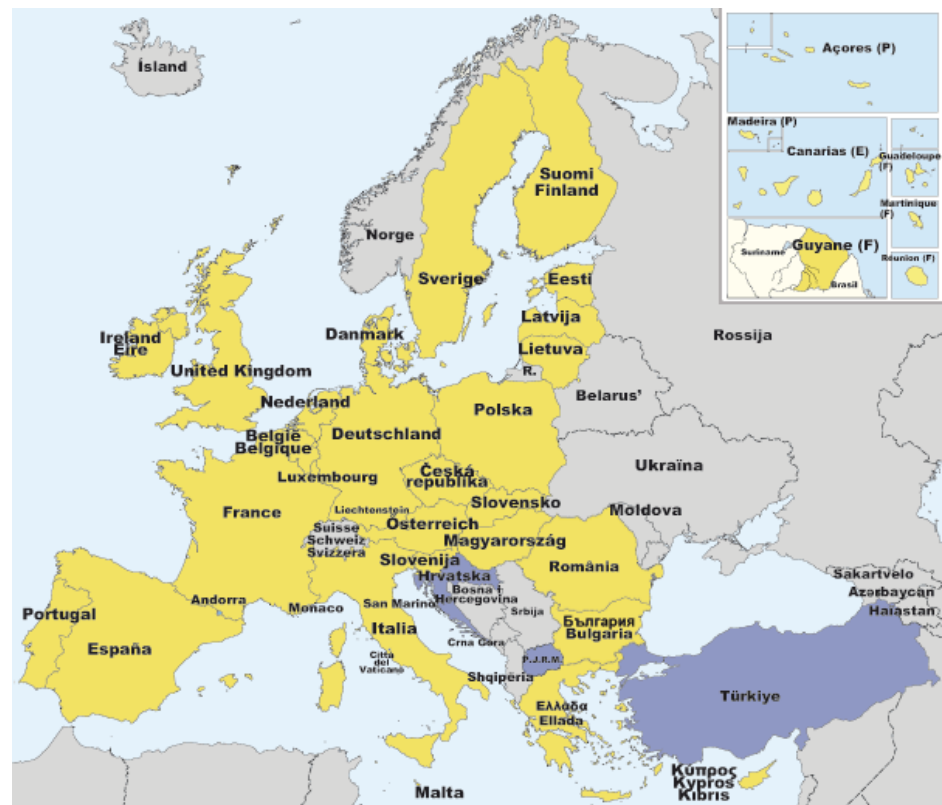 Ísland
Açores (P)
Madeira (P)
Canarias (E)
Guadeloupe
(F)
Martinique
(F)
Guyane (F)
Suriname
Brasil
Réunion (F)
Suomi
Finland
Norge
Sverige
Eesti
Latvija
Lietuva
R.
Rossija
Danmark
Ireland
Eire
United Kingdom
Nederland
België
Belgique
Deutschland
Polska
Belarus'
Luxembourg
Česká
republika
Ukraïna
Slovensko
Moldova
France
Liechtenstein
Österreich
Suisse
Schweiz
Svizzera
Magyarország
Slovenija
România
Hrvatska
Bosna i
Hercegovina
Srbija
Sakartvelo
Azərbaycan
Haiastan
Portugal
España
Andorra
Monaco
San Marino
Italia
Città
del
Vaticano
Crna Gora
България
Bulgaria
P.J.R.M.
Shqipëria
Ελλάδα
Ellada
Türkiye
Κύπρος
Kypros
Kıbrıs
Malta